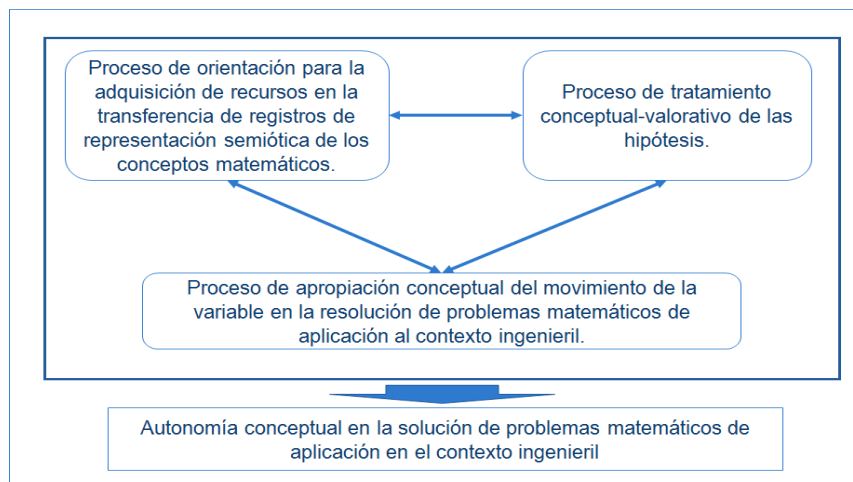 Proceso de orientación para la
adquisición de recursos en la
transferencia de registros de
representación semiótica de los
conceptos matemáticos.
Proceso de tratamiento
conceptual-valorativo de las
hipótesis.
Proceso de apropiación conceptual del movimiento de la
variable en la resolución de problemas matemáticos de
aplicación al contexto ingenieril.
Autonomía conceptual en la solución de problemas matemáticos de
aplicación en el contexto ingenieril